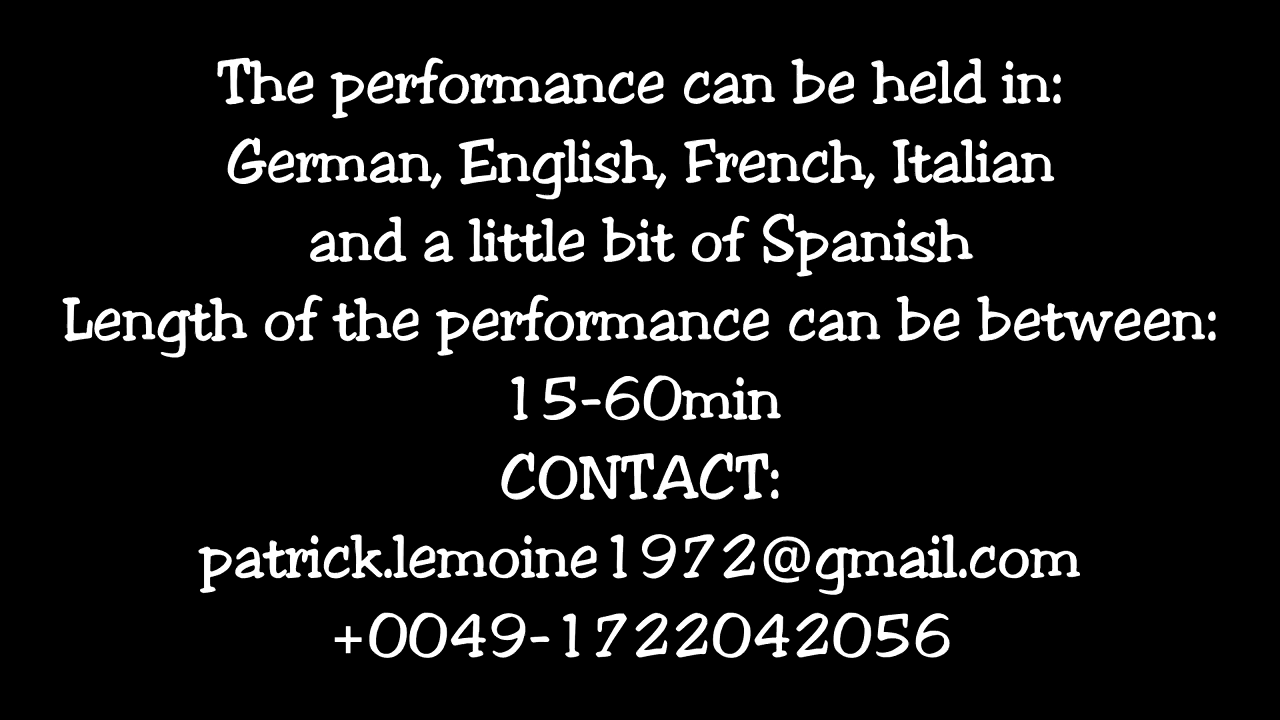 The performance can be held in:
German, English, French, Italian
and a little bit of Spanish
Length of the performance can be between:
15-60min
CONTACT:
patrick.lemoine1972@gmail.com
+0049-1722042056